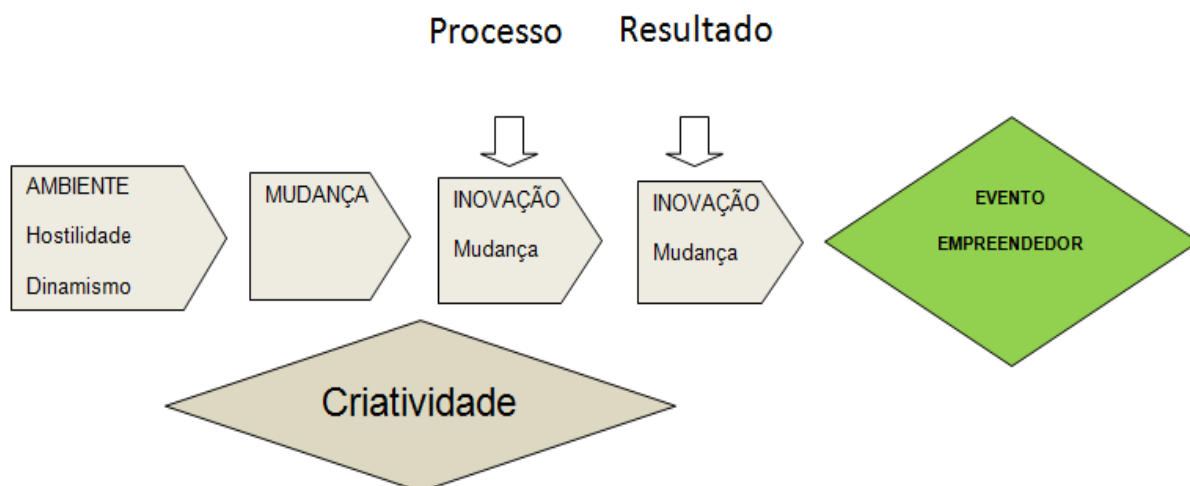 Processo
Resultado
AMBIENTE
Hostilidade
Dinamismo
MUDANÇA
INOVAÇÃO
Mudança
INOVAÇÃO
Mudança
EVENTO
EMPREENDEDOR
Criatividade